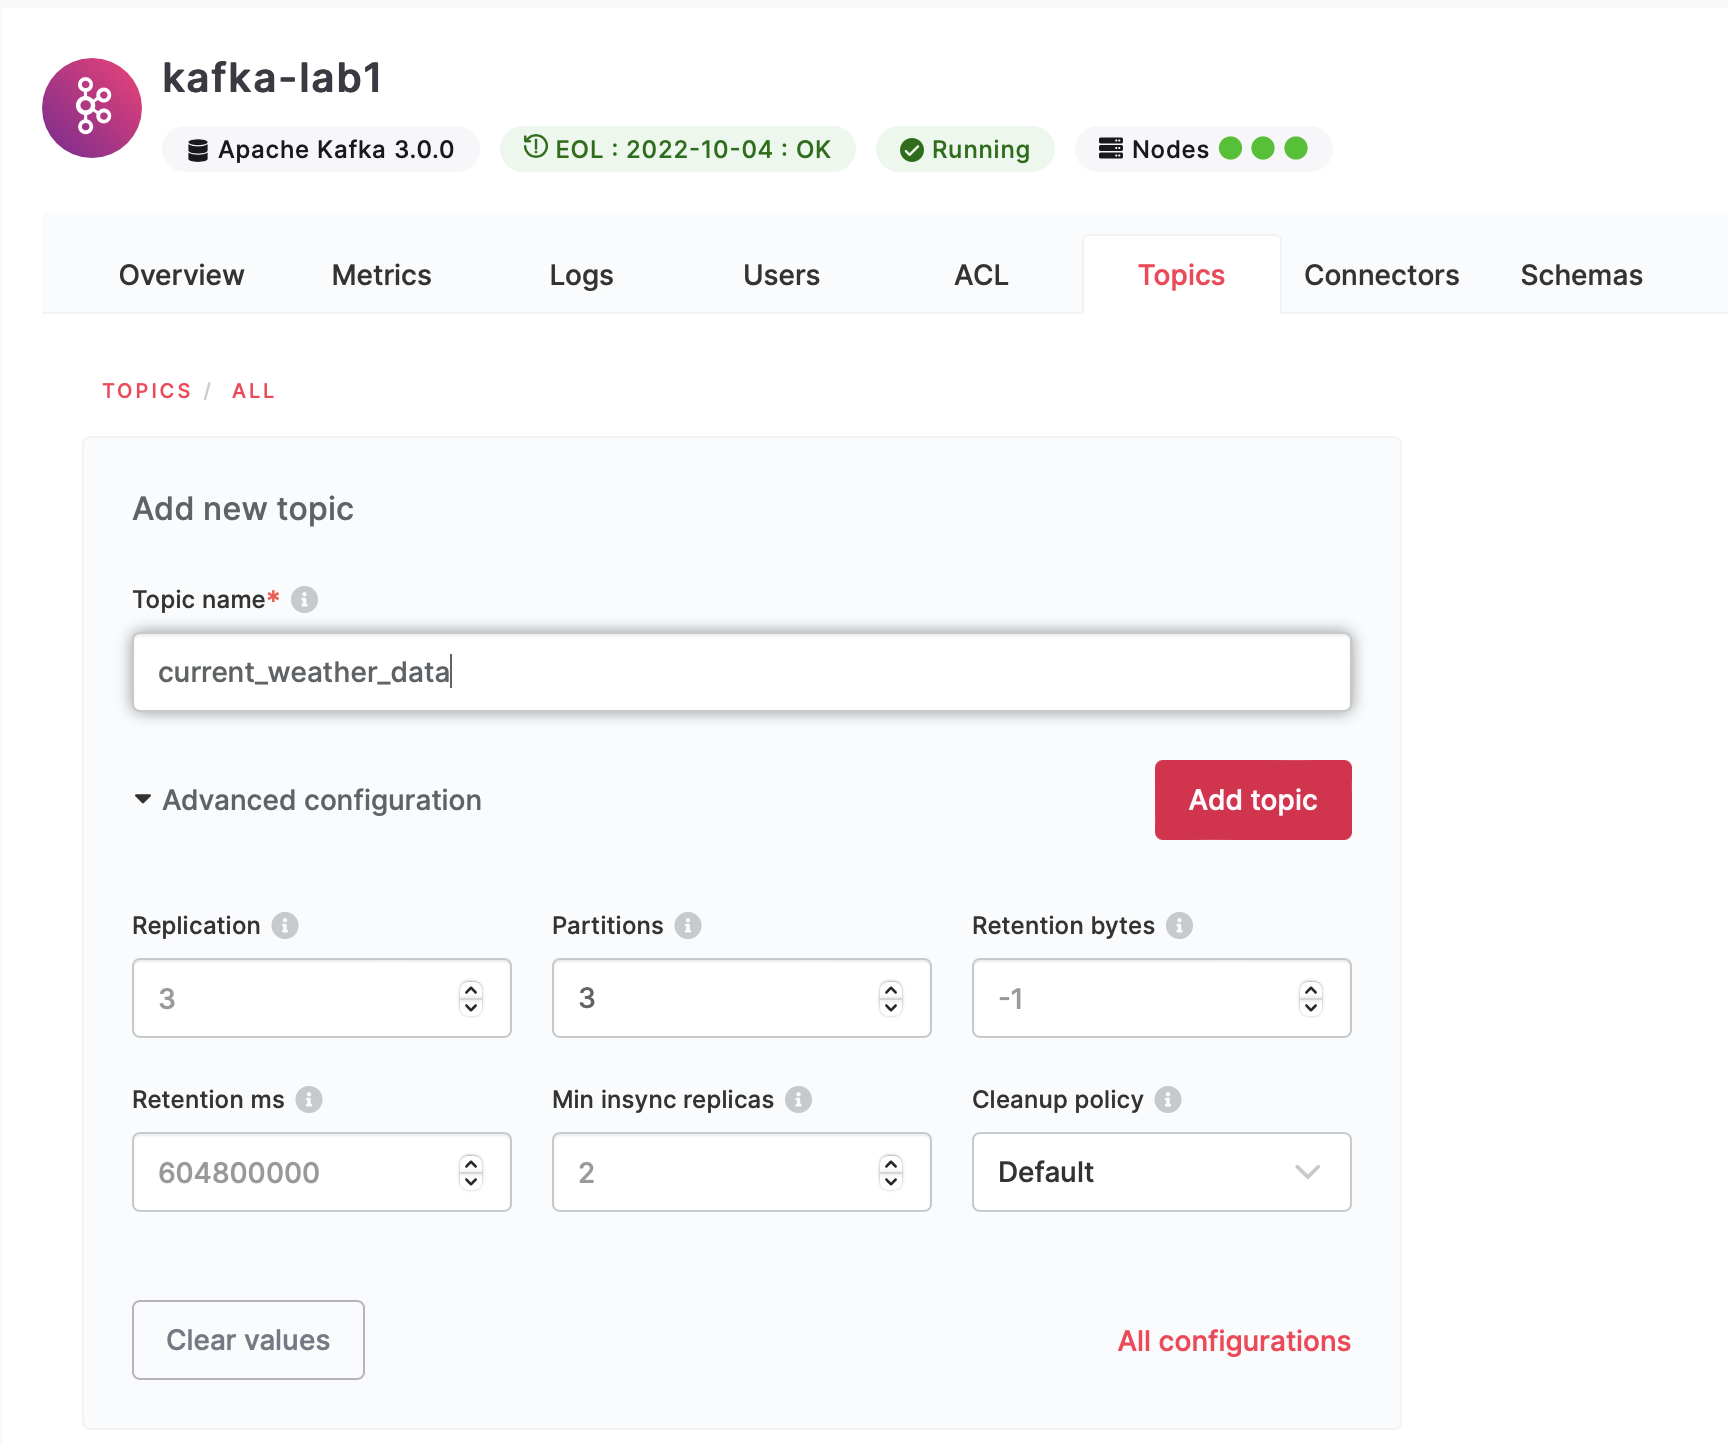 kafka-lab1
Apache Kafka 3.0.0 EOL : 2022-10-04 : OK Running Nodes
Overview Metrics Logs Users ACL Topics Connectors Schemas
TOPICS / ALL
Add new topic
Topic name*
current_weather_data
Advanced configuration Add topic
Replication Partitions Retention bytes
3 3 -1
Retention ms Min insync replicas Cleanup policy
604800000 2 Default
Clear values All configurations